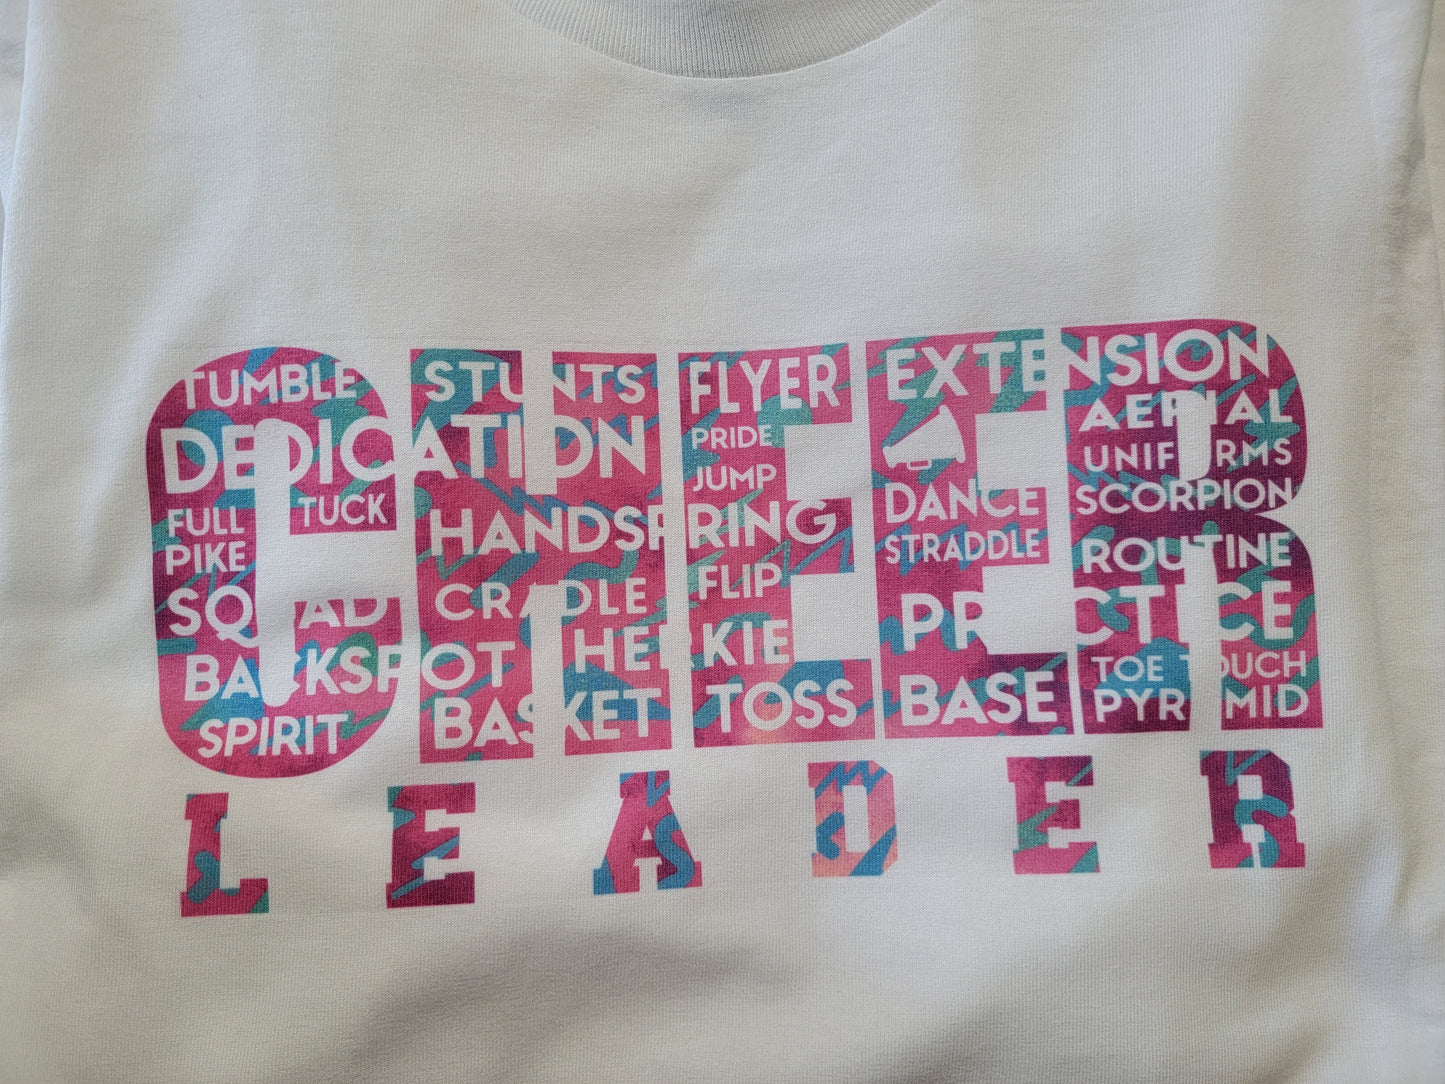 CHEER
TUMBLE STUNTS FLYER EXTENSION
DEDICATION PRIDE AERIAL
TUCK JUMP UNIFORMS
FULL HANDSPRING DANCE SCORPION
PIKE STRADDLE ROUTINE
SQUAD CRADLE FLIP PRACTICE
BACKSPOT HERKIE TOE TOUCH
SPIRIT BASKET TOSS BASE PYRAMID
LEADER